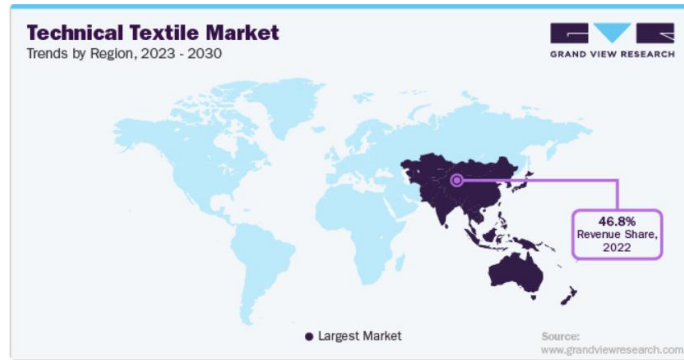 Technical Textile Market
Trends by Region, 2023 - 2030
GRAND VIEW RESEARCH
46.8%
Revenue Share,
2022
Largest Market
Source:
www.grandviewresearch.com